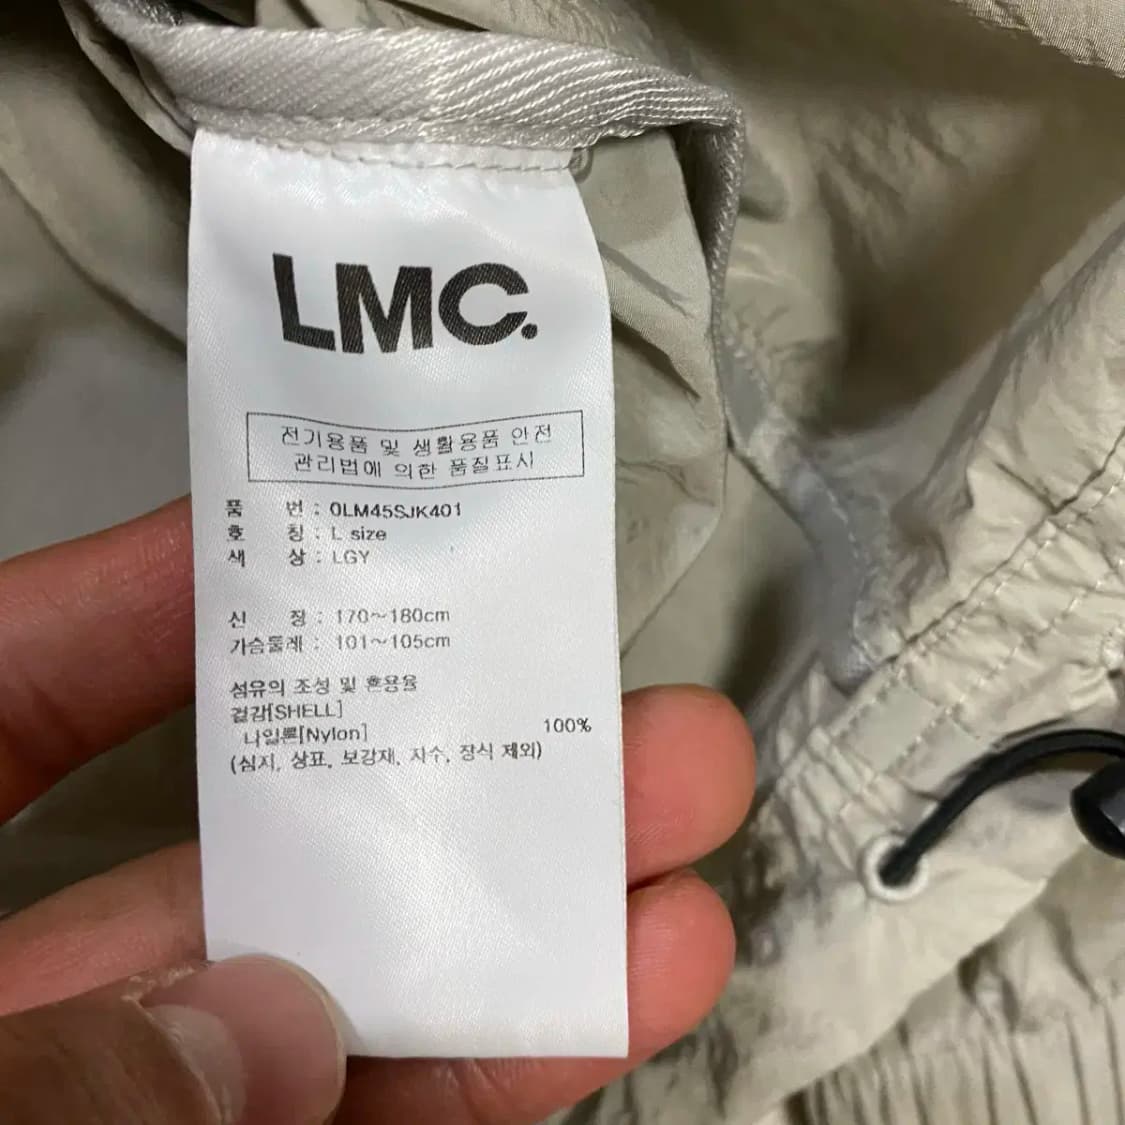 LMC.
전기용품 및 생활용품 안전
관리법에 의한 품질표시
품 번 : 0LM45SJK401
호 칭 : L size
색 상 : LGY
신 장 : 170~180cm
가슴둘레 : 101~105cm
섬유의 조성 및 혼용율
겉감[SHELL]
나일론[Nylon] 100%
(심지, 상표, 보강재, 자수, 장식 제외)